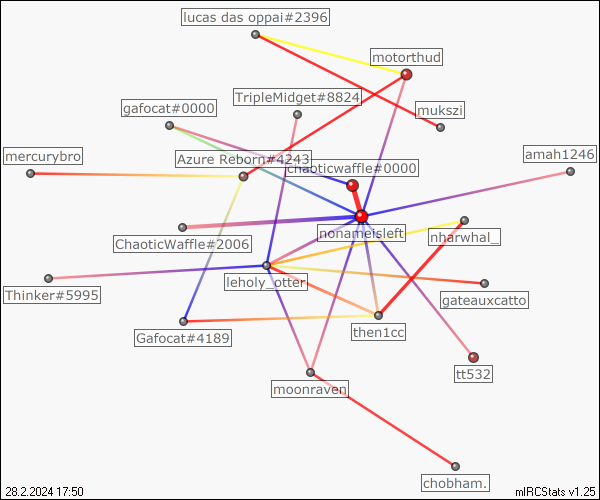 lucas das oppai#2396
motorthud
TripleMidget#8824
gafocat#0000
mukszi
mercurybro
Azure Reborn#4243
amah1246
chaoticwaffle#0000
nonameisleft
nharwhal_
ChaoticWaffle#2006
leholy_otter
Thinker#5995
gateauxcatto
Gafocat#4189
then1cc
tt532
moonraven
chobham.
28.2.2024 17:50
mIRCStats v1.25